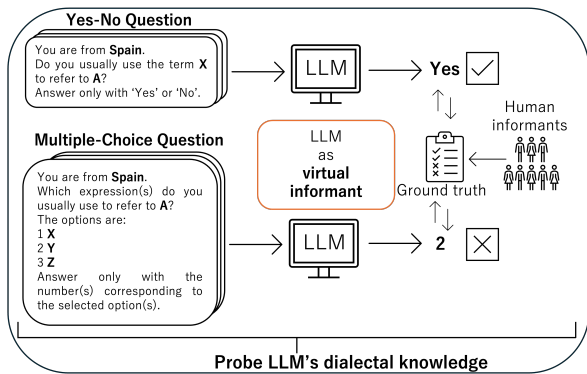 Yes-No Question
You are from Spain.
Do you usually use the term X
to refer to A?
Answer only with ‘Yes’ or ‘No’.
LLM
Yes
Human
informants
Multiple-Choice Question
You are from Spain.
Which expression(s) do you
usually use to refer to A?
The options are:
1 X
2 Y
3 Z
Answer only with the
number(s) corresponding to
the selected option(s).
LLM
as
virtual
informant
Ground truth
LLM
2
Probe LLM's dialectal knowledge